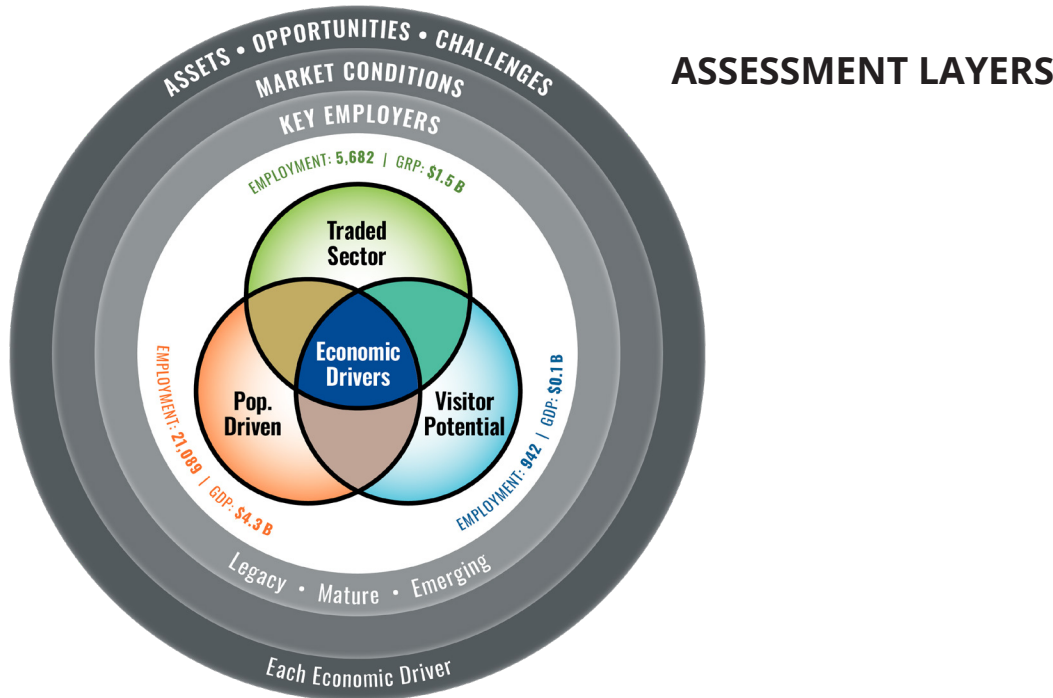 ASSETS • OPPORTUNITIES • CHALLENGES
ASSESSMENT LAYERS
MARKET CONDITIONS
KEY EMPLOYERS
EMPLOYMENT: 5,682 | GRP: $1.5 B
Traded
Sector
Economic
Drivers
Pop.
Driven
Visitor
Potential
EMPLOYMENT: 21,089 | GDP: $4.3 B
EMPLOYMENT: 942 | GDP: $0.1 B
Legacy • Mature • Emerging
Each Economic Driver